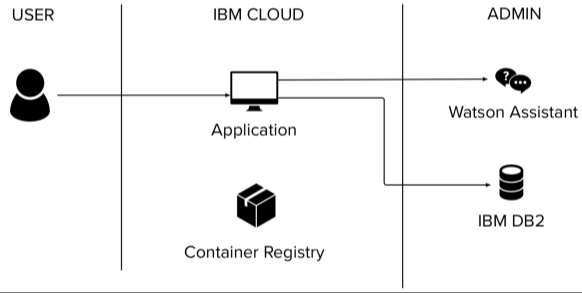 USER
IBM CLOUD
ADMIN
?
Watson Assistant
Application
IBM DB2
Container Registry